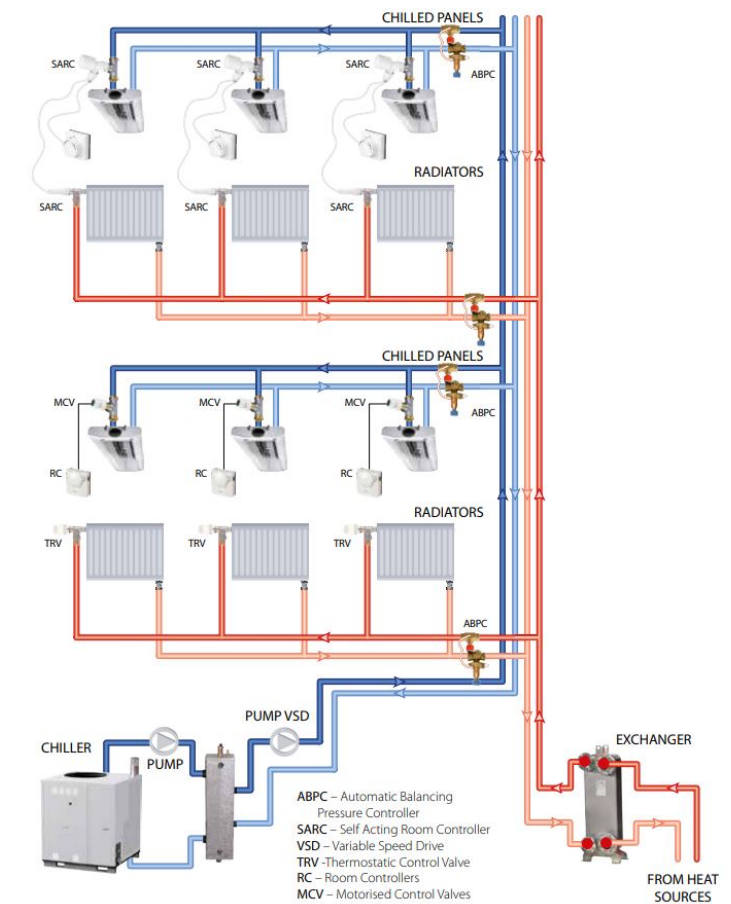 CHILLED PANELS
SARC
SARC
SARC
ABPC
RADIATORS
SARC
SARC
SARC
CHILLED PANELS
MCV
MCV
MCV
ABPC
RC
RC
RC
RADIATORS
TRV
TRV
TRV
ABPC
PUMP VSD
CHILLER
PUMP
EXCHANGER
ABPC – Automatic Balancing
Pressure Controller
SARC – Self Acting Room Controller
VSD – Variable Speed Drive
TRV -Thermostatic Control Valve
RC – Room Controllers
MCV – Motorised Control Valves
FROM HEAT
SOURCES